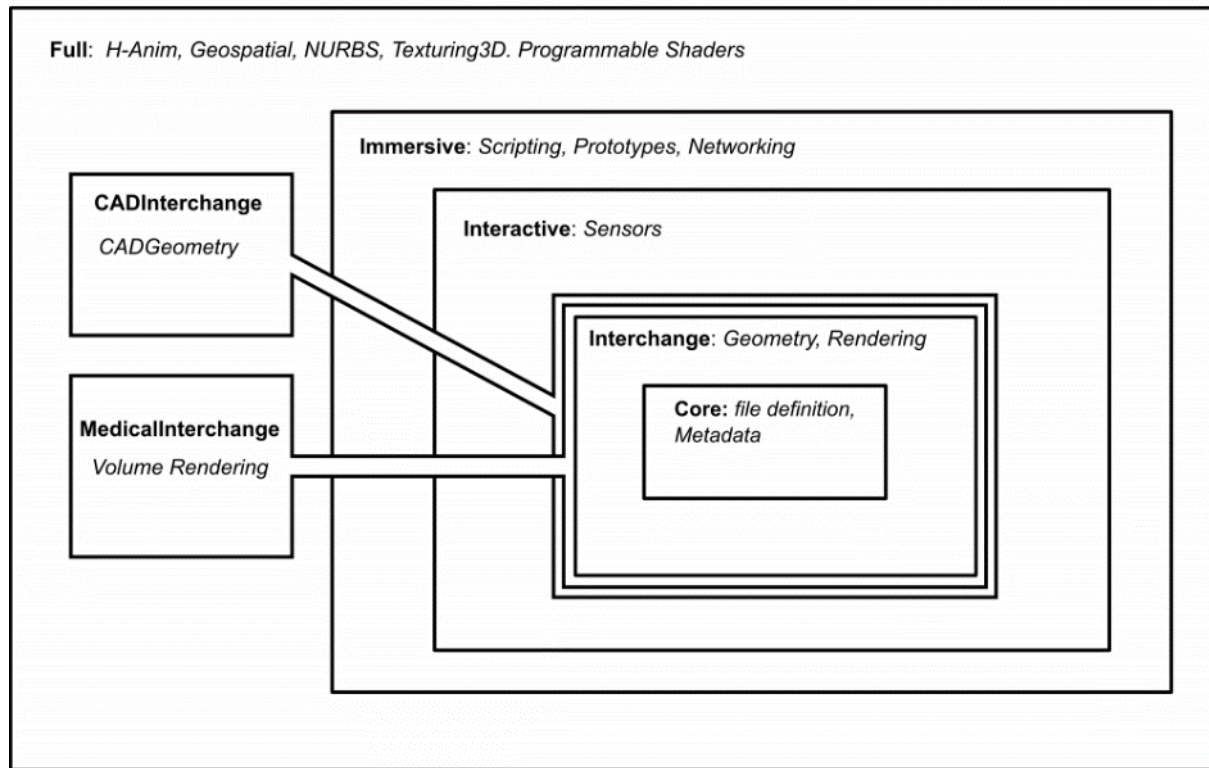 Full: H-Anim, Geospatial, NURBS, Texturing3D. Programmable Shaders
Immersive: Scripting, Prototypes, Networking
CADInterchange
CADGeometry
Interactive: Sensors
Interchange: Geometry, Rendering
Core: file definition,
Metadata
MedicalInterchange
Volume Rendering